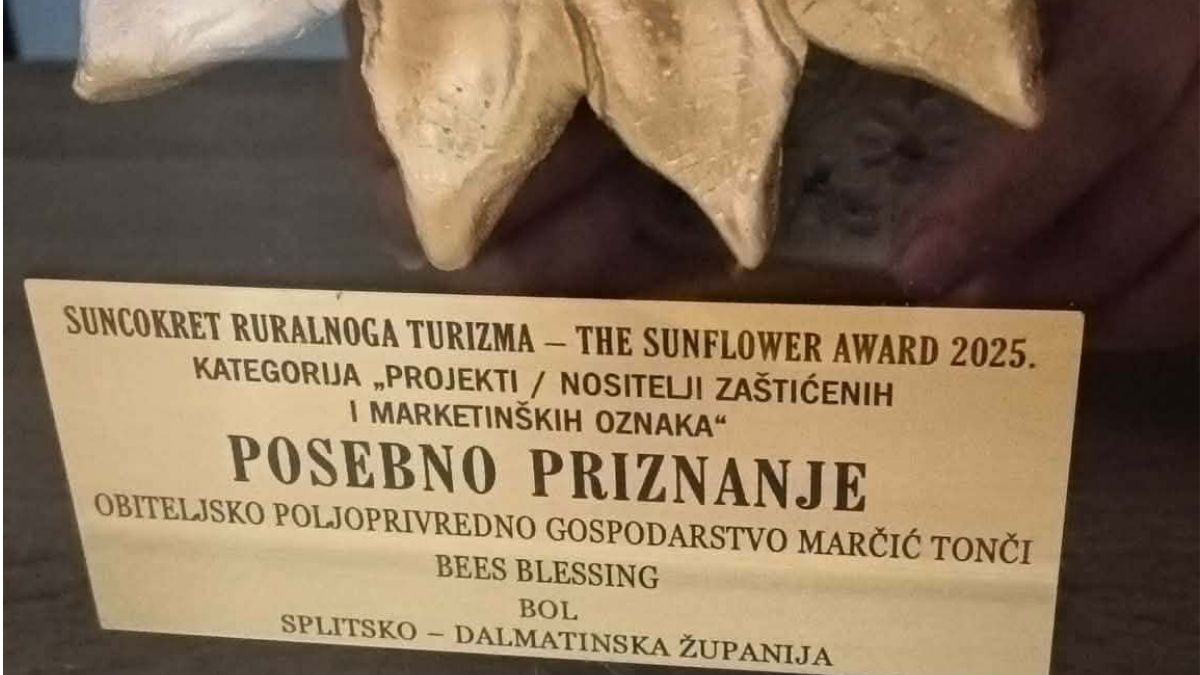 SUNCOKRET RURALNOGA TURIZMA – THE SUNFLOWER AWARD 2025.
KATEGORIJA „PROJEKTI / NOSITELJI ZAŠTIĆENIH
I MARKETINŠKIH OZNAKA“
POSEBNO PRIZNANJE
OBITELJSKO POLJOPRIVREDNO GOSPODARSTVO MARČIĆ TONČI
BEES BLESSING
BOL
SPLITSKO – DALMATINSKA ŽUPANIJA